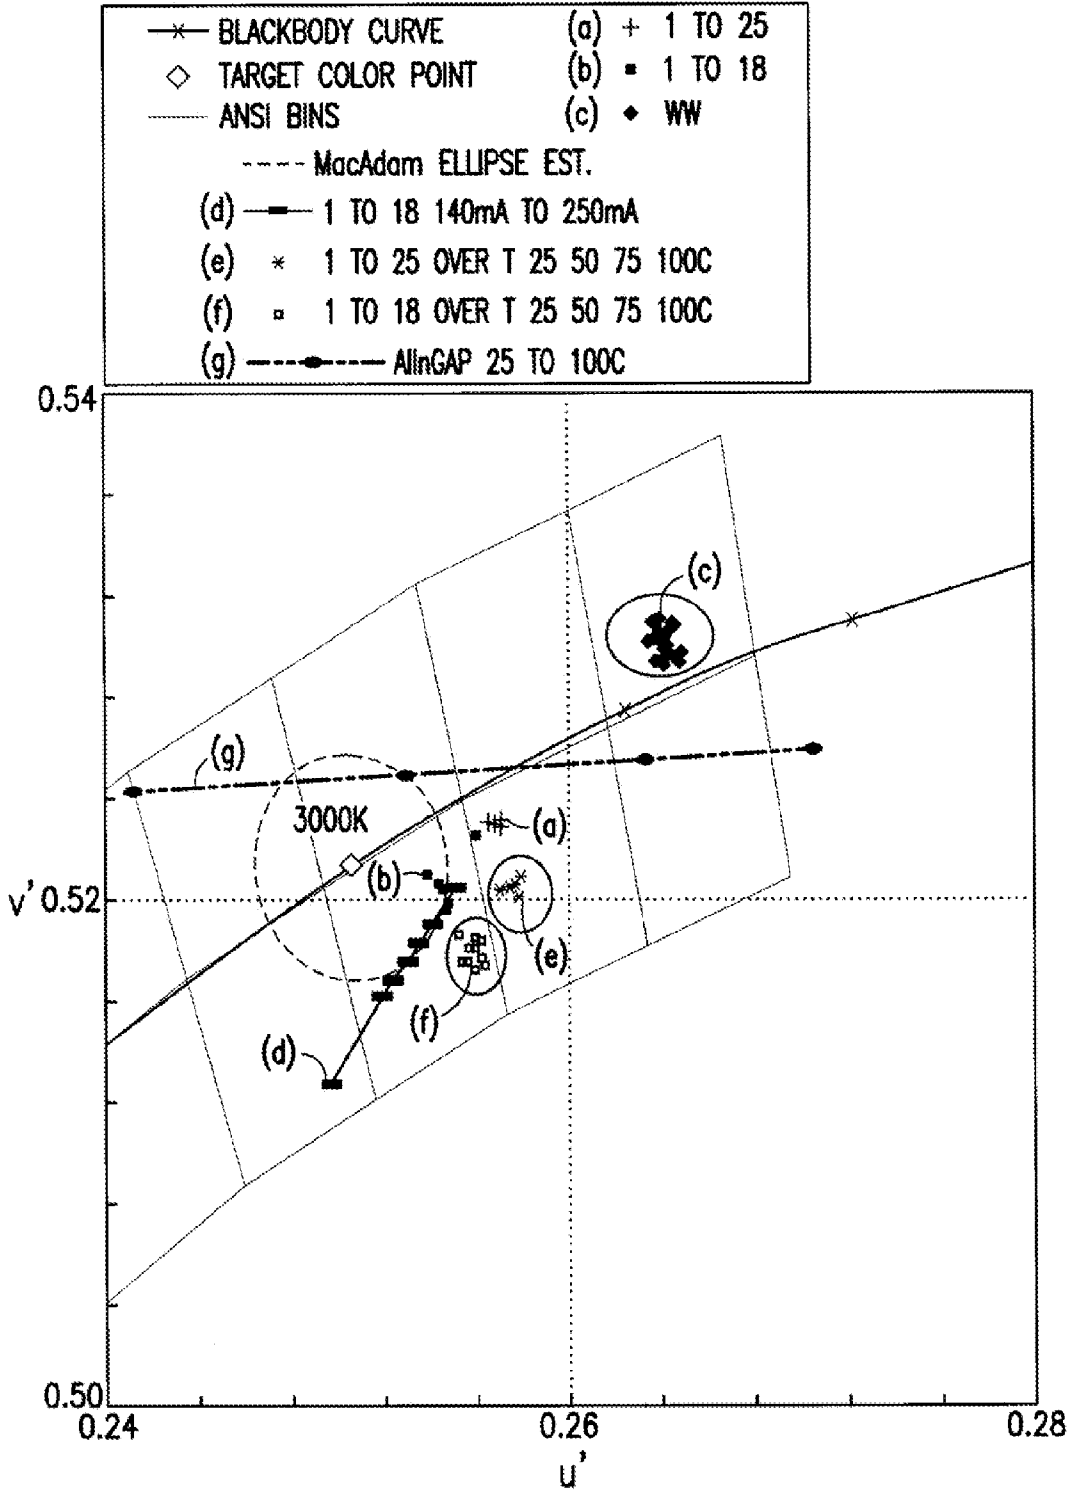 BLACKBODY CURVE
(a) + 1 TO 25
TARGET COLOR POINT
(b) 1 TO 18
ANSI BINS
(c) WW
MacAdam ELLIPSE EST.
(d) 1 TO 18 140mA TO 250mA
(e) 1 TO 25 OVER T 25 50 75 100C
(f) 1 TO 18 OVER T 25 50 75 100C
(g) AlInGAP 25 TO 100C
0.54
(c)
(g)
3000K
(a)
(b)
v' 0.52
(e)
(f)
(d)
0.50
0.24
0.26
0.28
u'